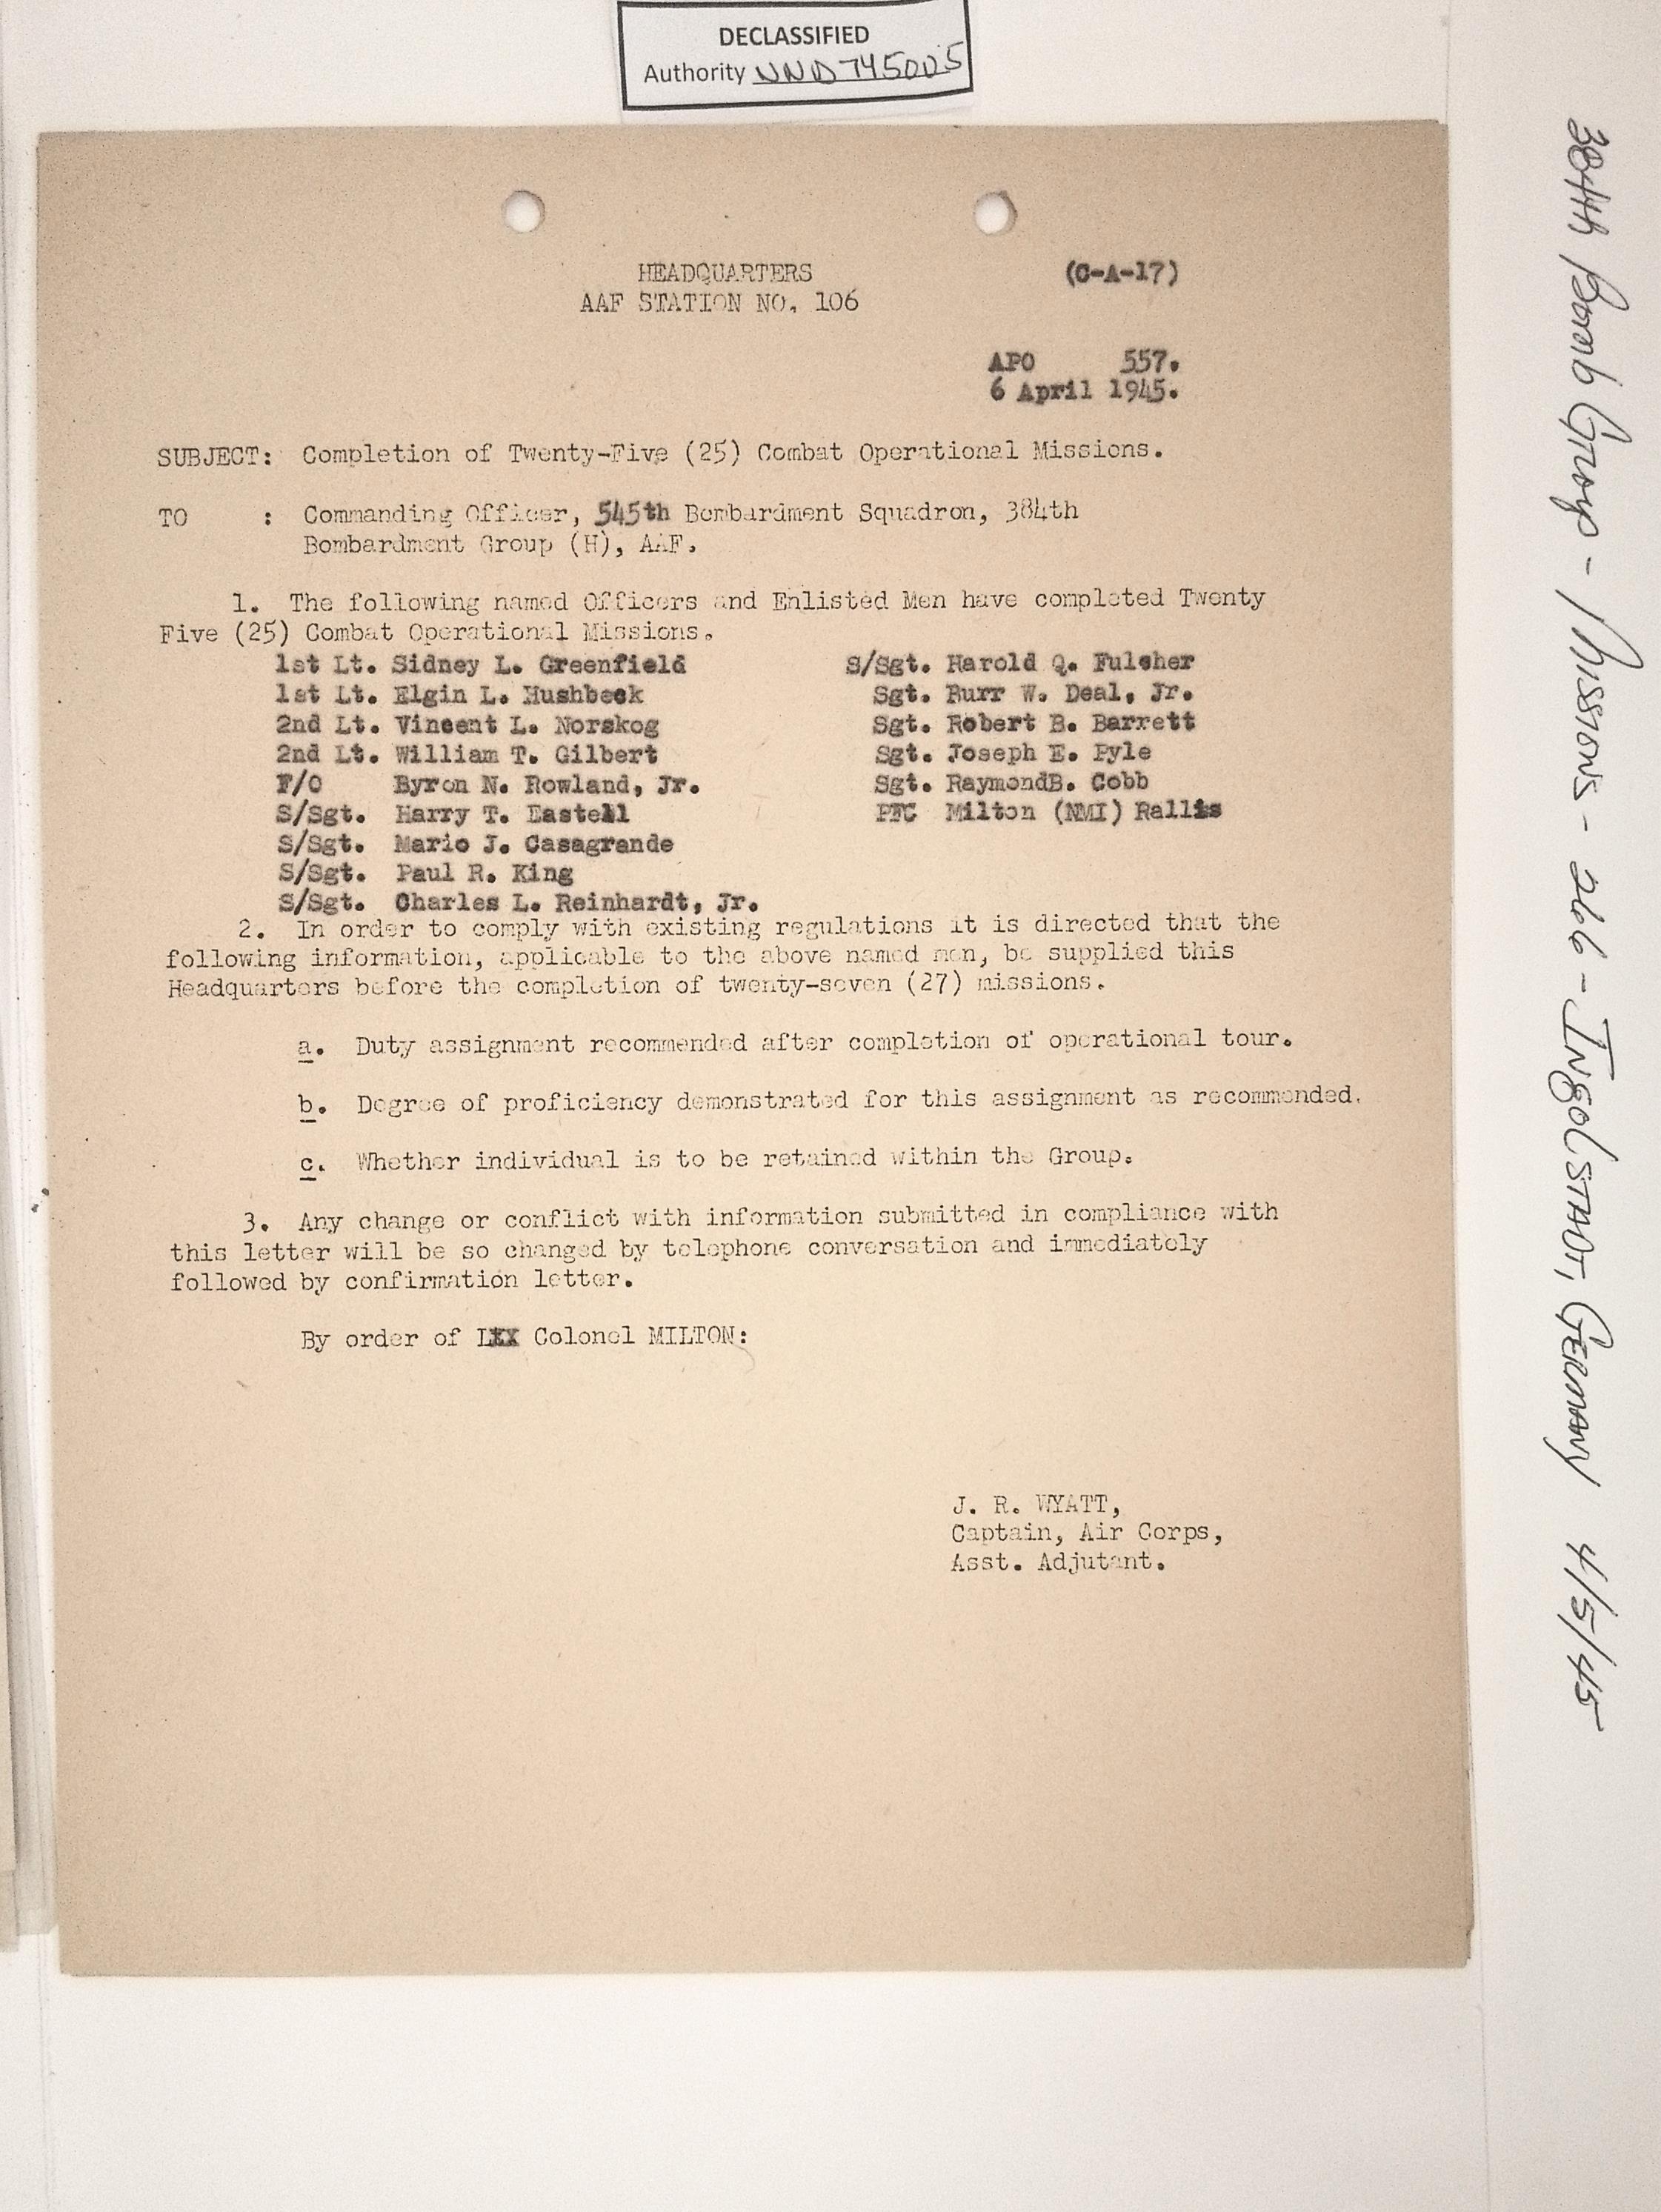 DECLASSIFIED
Authority NND 745005
HEADQUARTERS (C-A-17)
AAF STATION NO. 106
APO 557.
6 April 1945.
SUBJECT: Completion of Twenty-Five (25) Combat Operational Missions.
TO : Commanding Officer, 545th Bombardment Squadron, 384th
Bombardment Group (H), AAF.
1. The following named Officers and Enlisted Men have completed Twenty
Five (25) Combat Operational Missions.
1st Lt. Sidney L. Greenfield S/Sgt. Harold Q. Fulcher
1st Lt. Elgin L. Hushbeck Sgt. Burr W. Deal, Jr.
2nd Lt. Vincent L. Norskog Sgt. Robert B. Barrett
2nd Lt. William T. Gilbert Sgt. Joseph E. Pyle
F/O Byron N. Rowland, Jr. Sgt. RaymondB. Cobb
S/Sgt. Harry T. Eastell PFC Milton (NMI) Rallis
S/Sgt. Mario J. Casagrande
S/Sgt. Paul R. King
S/Sgt. Charles L. Reinhardt, Jr.
2. In order to comply with existing regulations it is directed that the
following information, applicable to the above named men, be supplied this
Headquarters before the completion of twenty-seven (27) missions.
a. Duty assignment recommended after completion of operational tour.
b. Degree of proficiency demonstrated for this assignment as recommended.
c. Whether individual is to be retained within the Group.
3. Any change or conflict with information submitted in compliance with
this letter will be so changed by telephone conversation and immediately
followed by confirmation letter.
By order of Colonel MILTON:
J. R. WYATT,
Captain, Air Corps,
Asst. Adjutant.
384th Bomb Group - Missions - 266 - Ingolstadt, Germany 4/5/45